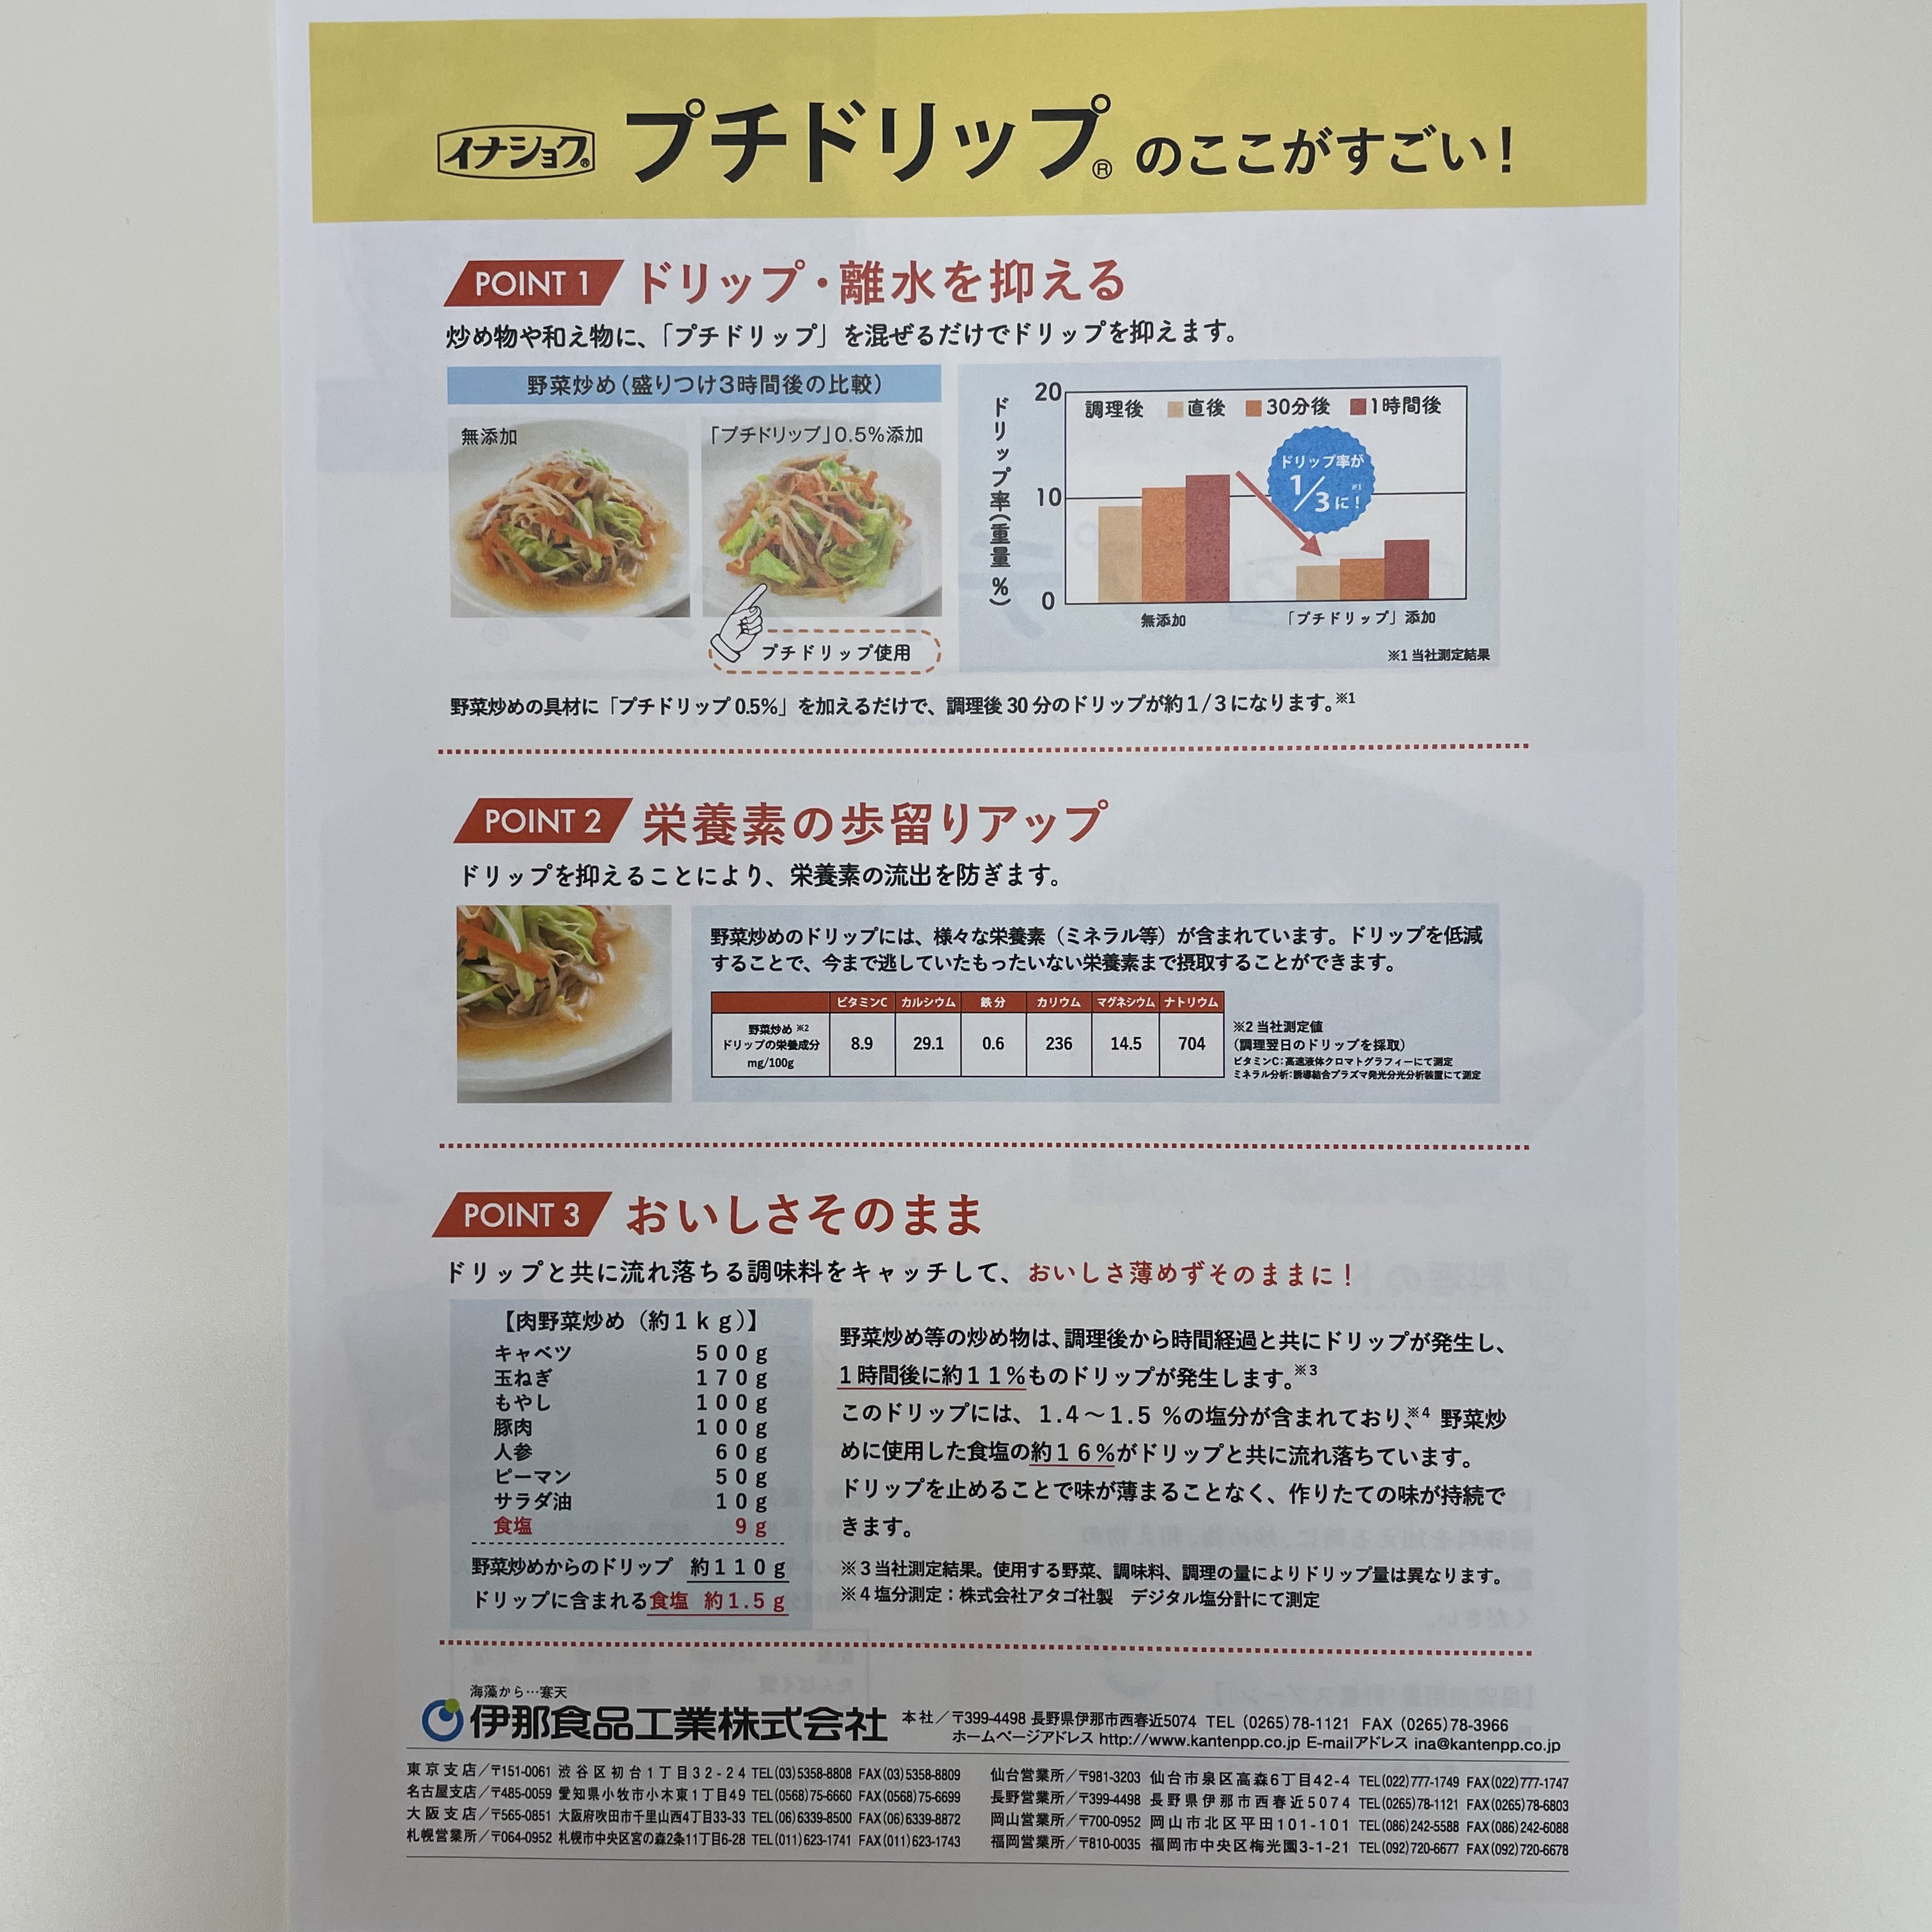 イナショク® プチドリップ® のここがすごい！
POINT 1 ドリップ・離水を抑える
炒め物や和え物に、「プチドリップ」を混ぜるだけでドリップを抑えます。
野菜炒め（盛りつけ3時間後の比較）
無添加
「プチドリップ」0.5％添加
プチドリップ使用
ドリップ率（重量％）
20
10
0
調理後 直後 30分後 1時間後
ドリップ率が
1/3に！※1
無添加
「プチドリップ」添加
※1 当社測定結果
野菜炒めの具材に「プチドリップ 0.5%」を加えるだけで、調理後 30 分のドリップが約 1/3 になります。※1
POINT 2 栄養素の歩留りアップ
ドリップを抑えることにより、栄養素の流出を防ぎます。
野菜炒めのドリップには、様々な栄養素（ミネラル等）が含まれています。ドリップを低減
することで、今まで逃していたもったいない栄養素まで摂取することができます。
ビタミンC カルシウム 鉄分 カリウム マグネシウム ナトリウム
野菜炒め ※2
ドリップの栄養成分
mg/100g
8.9 29.1 0.6 236 14.5 704
※2 当社測定値
（調理翌日のドリップを採取）
ビタミンC：高速液体クロマトグラフィーにて測定
ミネラル分析：誘導結合プラズマ発光分光分析装置にて測定
POINT 3 おいしさそのまま
ドリップと共に流れ落ちる調味料をキャッチして、おいしさ薄めずそのままに！
【肉野菜炒め（約１ｋｇ）】
キャベツ ５００ｇ
玉ねぎ １７０ｇ
もやし １００ｇ
豚肉 １００ｇ
人参 ６０ｇ
ピーマン ５０ｇ
サラダ油 １０ｇ
食塩 ９ｇ
野菜炒めからのドリップ 約１１０ｇ
ドリップに含まれる食塩 約１.５ｇ
野菜炒め等の炒め物は、調理後から時間経過と共にドリップが発生し、
１時間後に約１１％ものドリップが発生します。※3
このドリップには、1.4～1.5 ％の塩分が含まれており、※4 野菜炒
めに使用した食塩の約１６％がドリップと共に流れ落ちています。
ドリップを止めることで味が薄まることなく、作りたての味が持続で
きます。
※３当社測定結果。使用する野菜、調味料、調理の量によりドリップ量は異なります。
※４塩分測定：株式会社アタゴ社製 デジタル塩分計にて測定
海藻から…寒天
伊那食品工業株式会社
本社／〒399-4498 長野県伊那市西春近5074 TEL (0265)78-1121 FAX (0265)78-3966
ホームページアドレス http://www.kantenpp.co.jp E-mailアドレス ina@kantenpp.co.jp
東京支店／〒151-0061 渋谷区初台1丁目32-24 TEL(03)5358-8808 FAX(03)5358-8809
名古屋支店／〒485-0059 愛知県小牧市小木東1丁目49 TEL(0568)75-6660 FAX(0568)75-6699
大阪支店／〒565-0851 大阪府吹田市千里山西4丁目33-33 TEL(06)6339-8500 FAX(06)6339-8872
札幌営業所／〒064-0952 札幌市中央区宮の森2条11丁目6-28 TEL(011)623-1741 FAX(011)623-1743
仙台営業所／〒981-3203 仙台市泉区高森6丁目42-4 TEL(022)777-1749 FAX(022)777-1747
長野営業所／〒399-4498 長野県伊那市西春近5074 TEL(0265)78-1121 FAX(0265)78-6803
岡山営業所／〒700-0952 岡山市北区平田101-101 TEL(086)242-5588 FAX(086)242-6088
福岡営業所／〒810-0035 福岡市中央区梅光園3-1-21 TEL(092)720-6677 FAX(092)720-6678